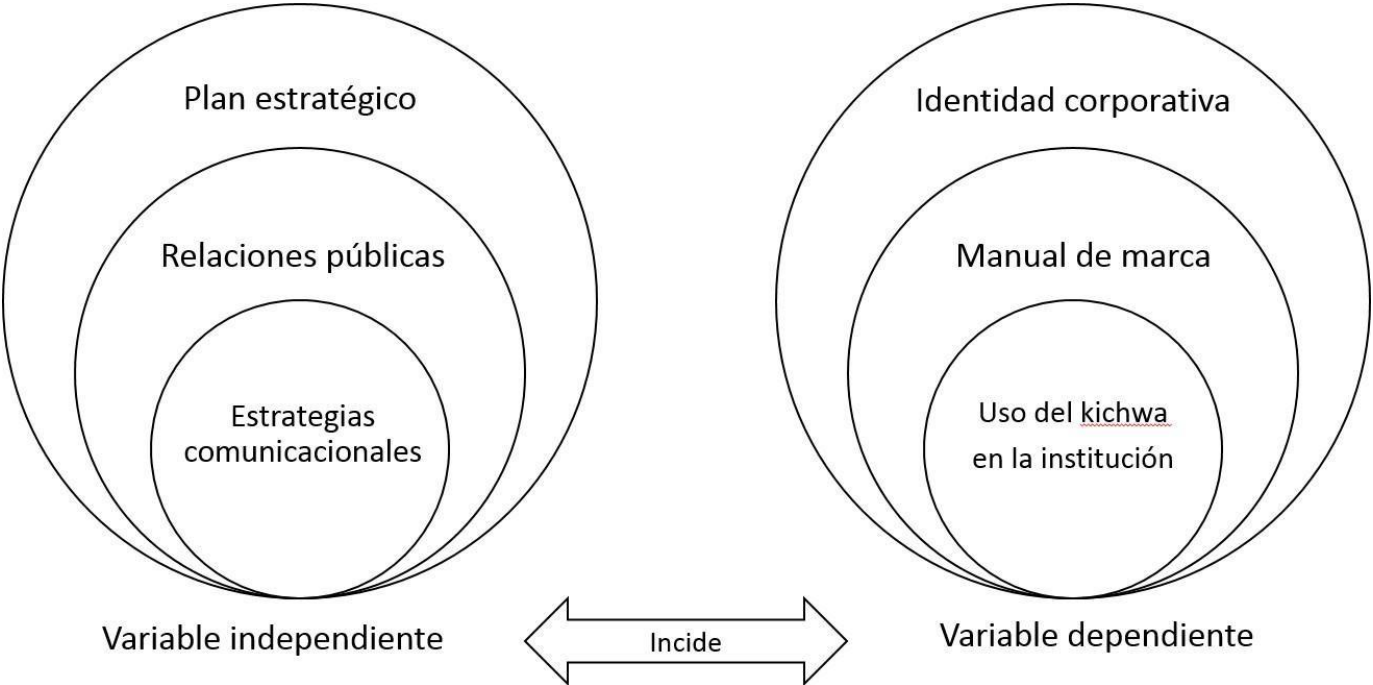 Plan estratégico
Relaciones públicas
Estrategias
comunicacionales
Variable independiente
Incide
Identidad corporativa
Manual de marca
Uso del kichwa
en la institución
Variable dependiente